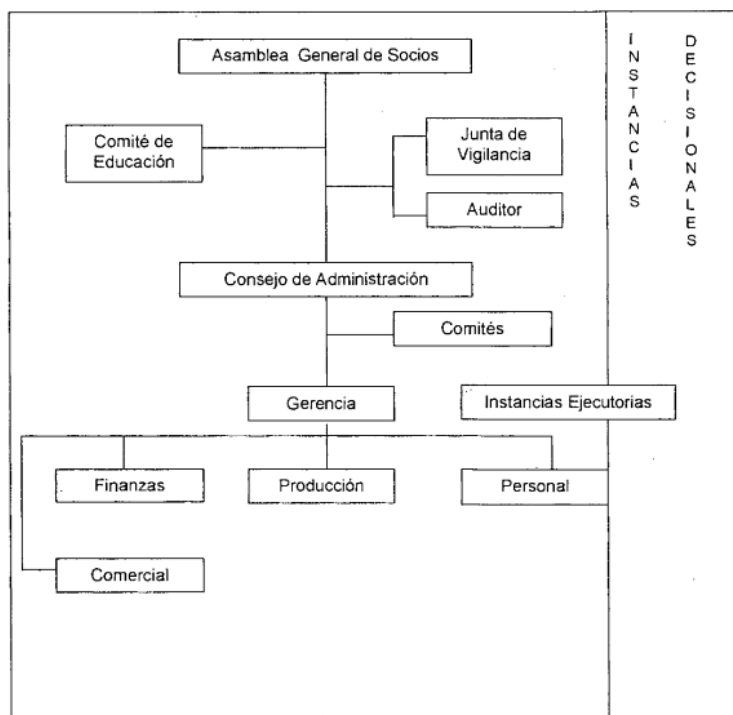 Asamblea General de Socios
Comité de
Educación
Junta de
Vigilancia
Auditor
Consejo de Administración
Comités
Gerencia
Instancias Ejecutorias
Finanzas
Producción
Personal
Comercial
INSTANCIAS
DECISIONALES